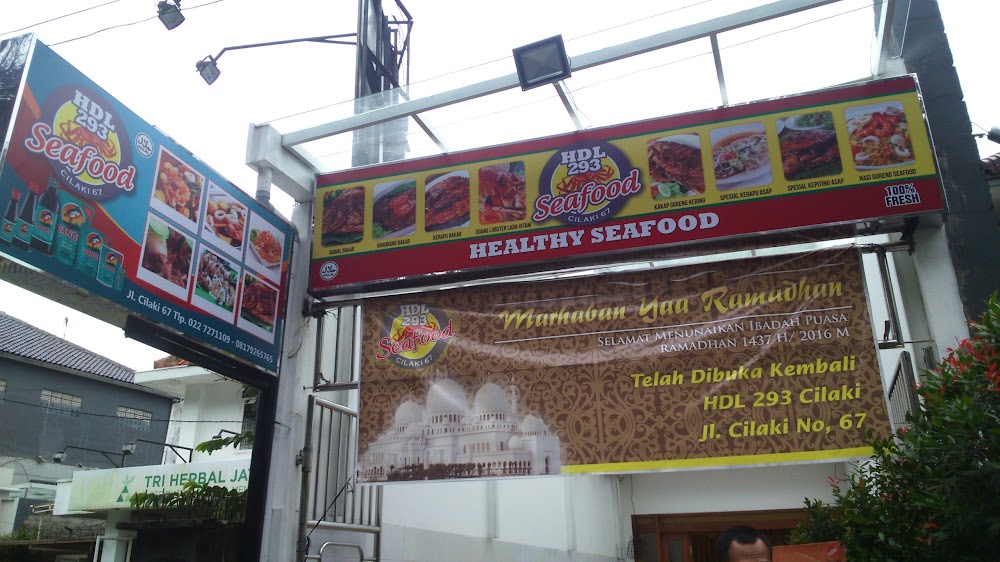 HDL
293
Seafood
CILAKI 67
Jl. Cilaki 67 Tlp. 022 7271109 - 08179265765
HDL
293
Seafood
CILAKI 67
BAWAL BAKAR
BARONANG BAKAR
KERAPU BAKAR
UDANG LOBSTER LADA HITAM
KAKAP GORENG KERING
SPESIAL KERAPU ASAP
SPESIAL KEPITING ASAP
NASI GORENG SEAFOOD
100%
FRESH
HEALTHY SEAFOOD
HDL
293
Seafood
CILAKI 67
Marhaban Yaa Ramadhan
SELAMAT MENUNAIKAN IBADAH PUASA
RAMADHAN 1437 H/ 2016 M
Telah Dibuka Kembali
HDL 293 Cilaki
Jl. Cilaki No, 67
TRI HERBAL JA